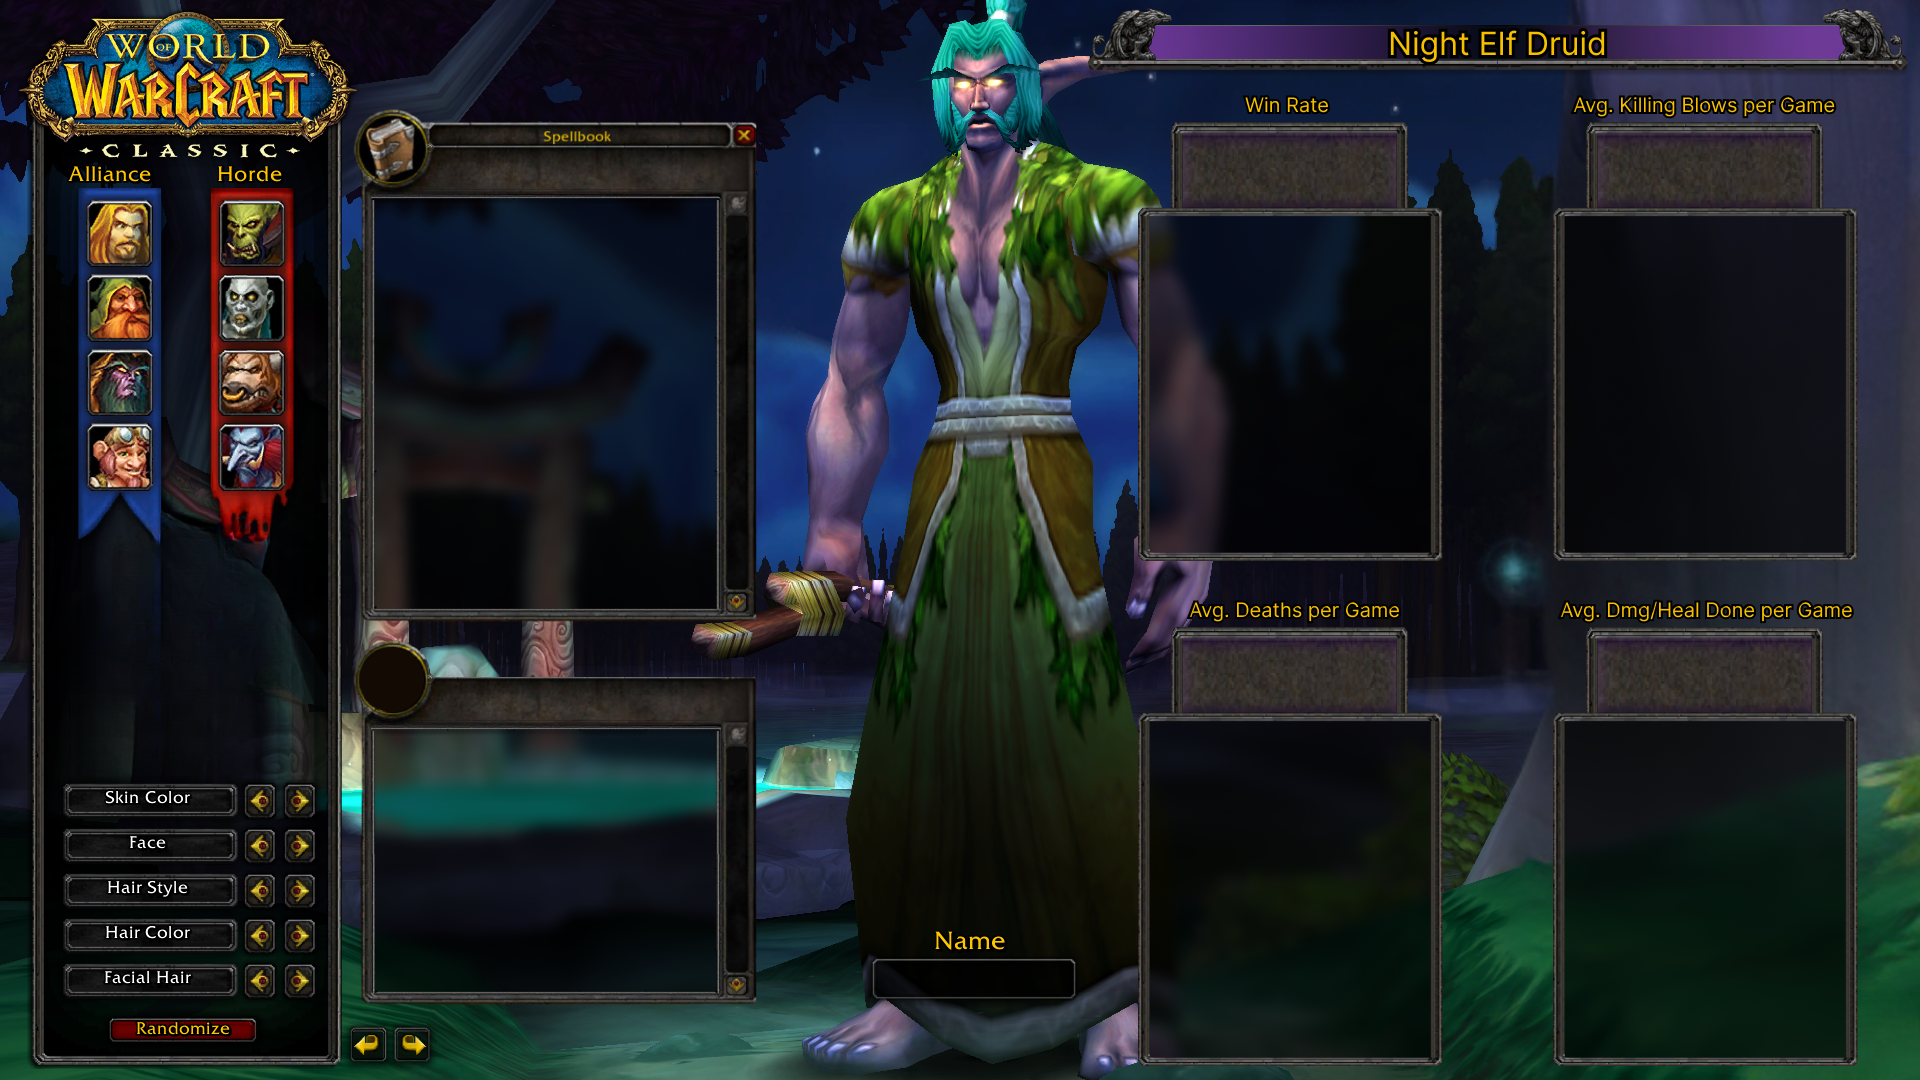 WORLD
OF
WARCRAFT
CLASSIC
Alliance
Horde
Skin Color
Face
Hair Style
Hair Color
Facial Hair
Randomize
Spellbook
Name
Night Elf Druid
Win Rate
Avg. Killing Blows per Game
Avg. Deaths per Game
Avg. Dmg/Heal Done per Game